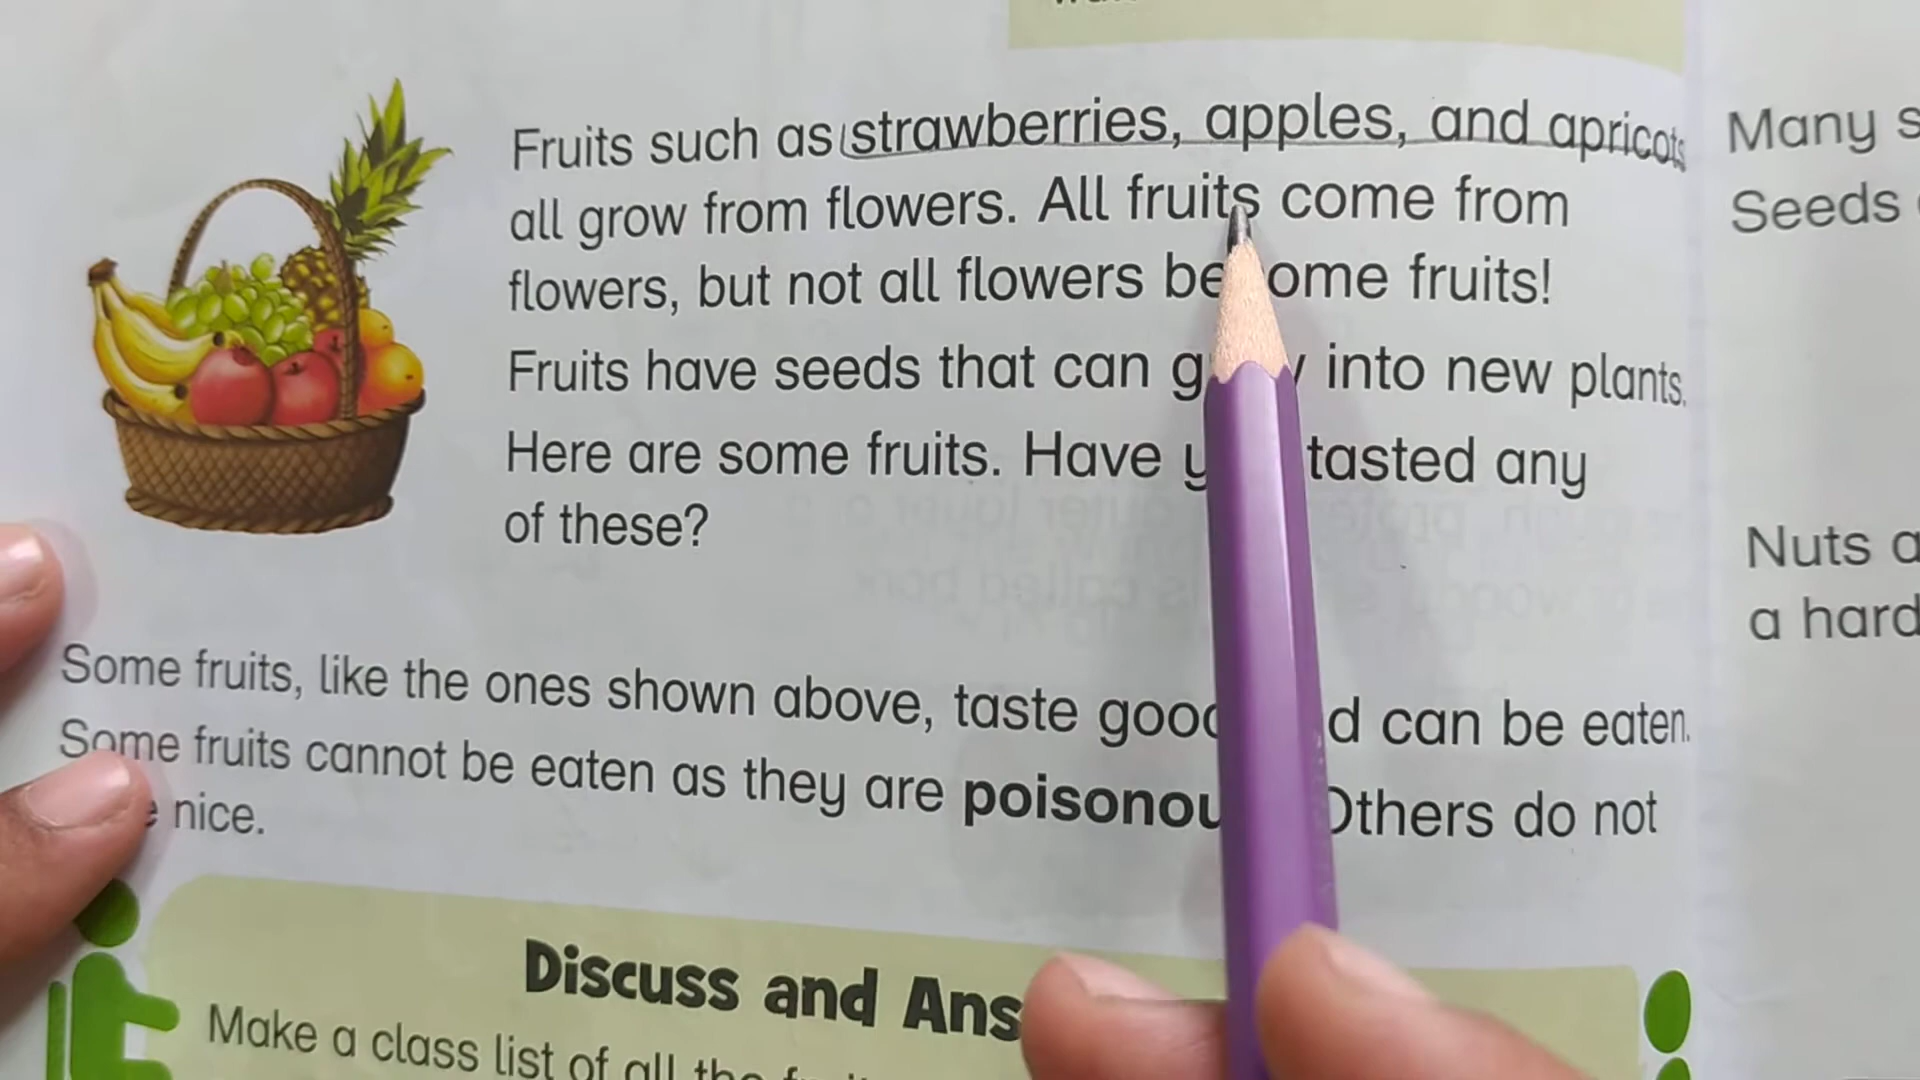 Fruits such as strawberries, apples, and apricots
all grow from flowers. All fruits come from
flowers, but not all flowers become fruits!
Fruits have seeds that can into new plants.
Here are some fruits. Have tasted any
of these?
Some fruits, like the ones shown above, taste good can be eaten.
Some fruits cannot be eaten as they are poisonous Others do not
nice.
Discuss and
Make a class list of all the
Many
Seeds
Nuts
a hard